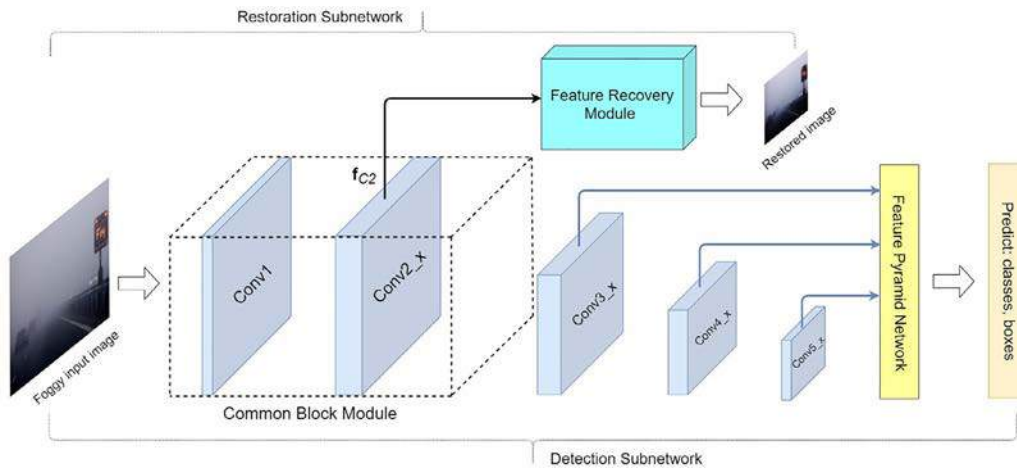 Restoration Subnetwork
Feature Recovery
Module
Restored image
f_C2
Foggy input image
Conv1
Conv2_x
Common Block Module
Conv3_x
Conv4_x
Conv5_x
Feature Pyramid Network
Predict: classes, boxes
Detection Subnetwork